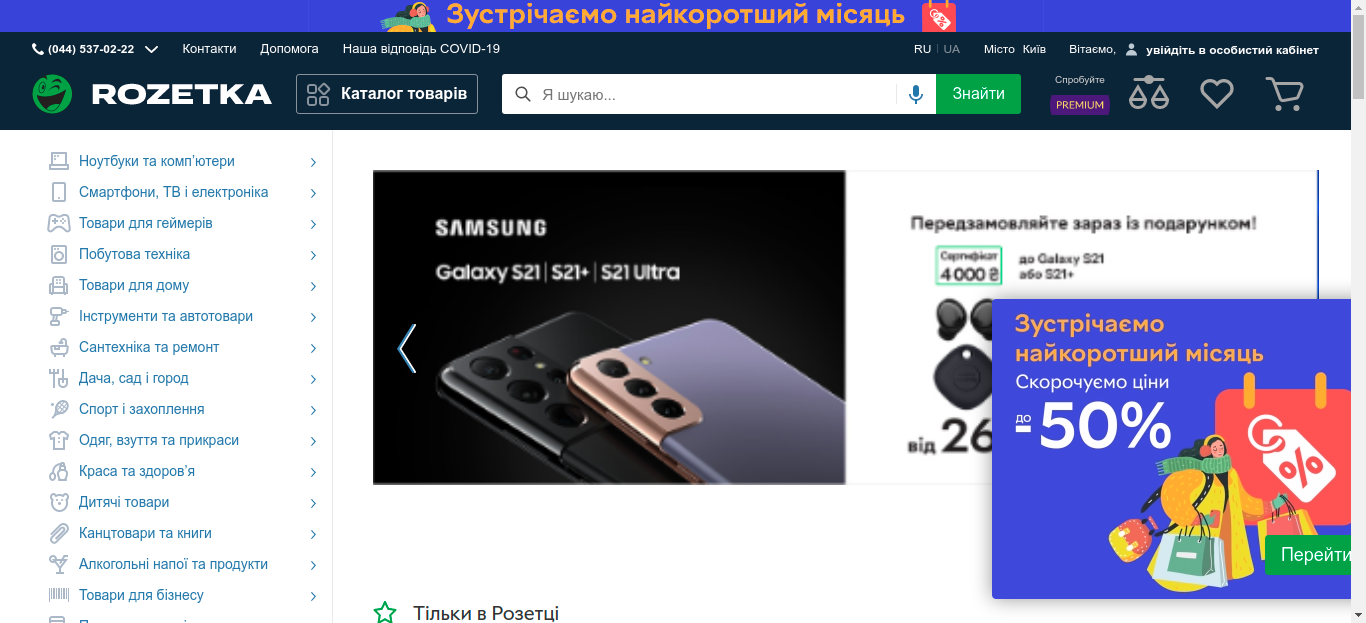 Зустрічаємо найкоротший місяць
(044) 537-02-22
Контакти
Допомога
Наша відповідь COVID-19
RU | UA
Місто Київ
Вітаємо, увійдіть в особистий кабінет
ROZETKA
Каталог товарів
Я шукаю...
Знайти
Спробуйте
PREMIUM
Ноутбуки та комп'ютери
Смартфони, ТВ і електроніка
Товари для геймерів
Побутова техніка
Товари для дому
Інструменти та автотовари
Сантехніка та ремонт
Дача, сад і город
Спорт і захоплення
Одяг, взуття та прикраси
Краса та здоров'я
Дитячі товари
Канцтовари та книги
Алкогольні напої та продукти
Товари для бізнесу
SAMSUNG
Galaxy S21 | S21+ | S21 Ultra
Передзамовляйте зараз із подарунком!
Сертифікат
4 000 ₴
до Galaxy S21
або S21+
від 26
Зустрічаємо
найкоротший місяць
Скорочуємо ціни
до
-50%
%
Перейти
Тільки в Розетці